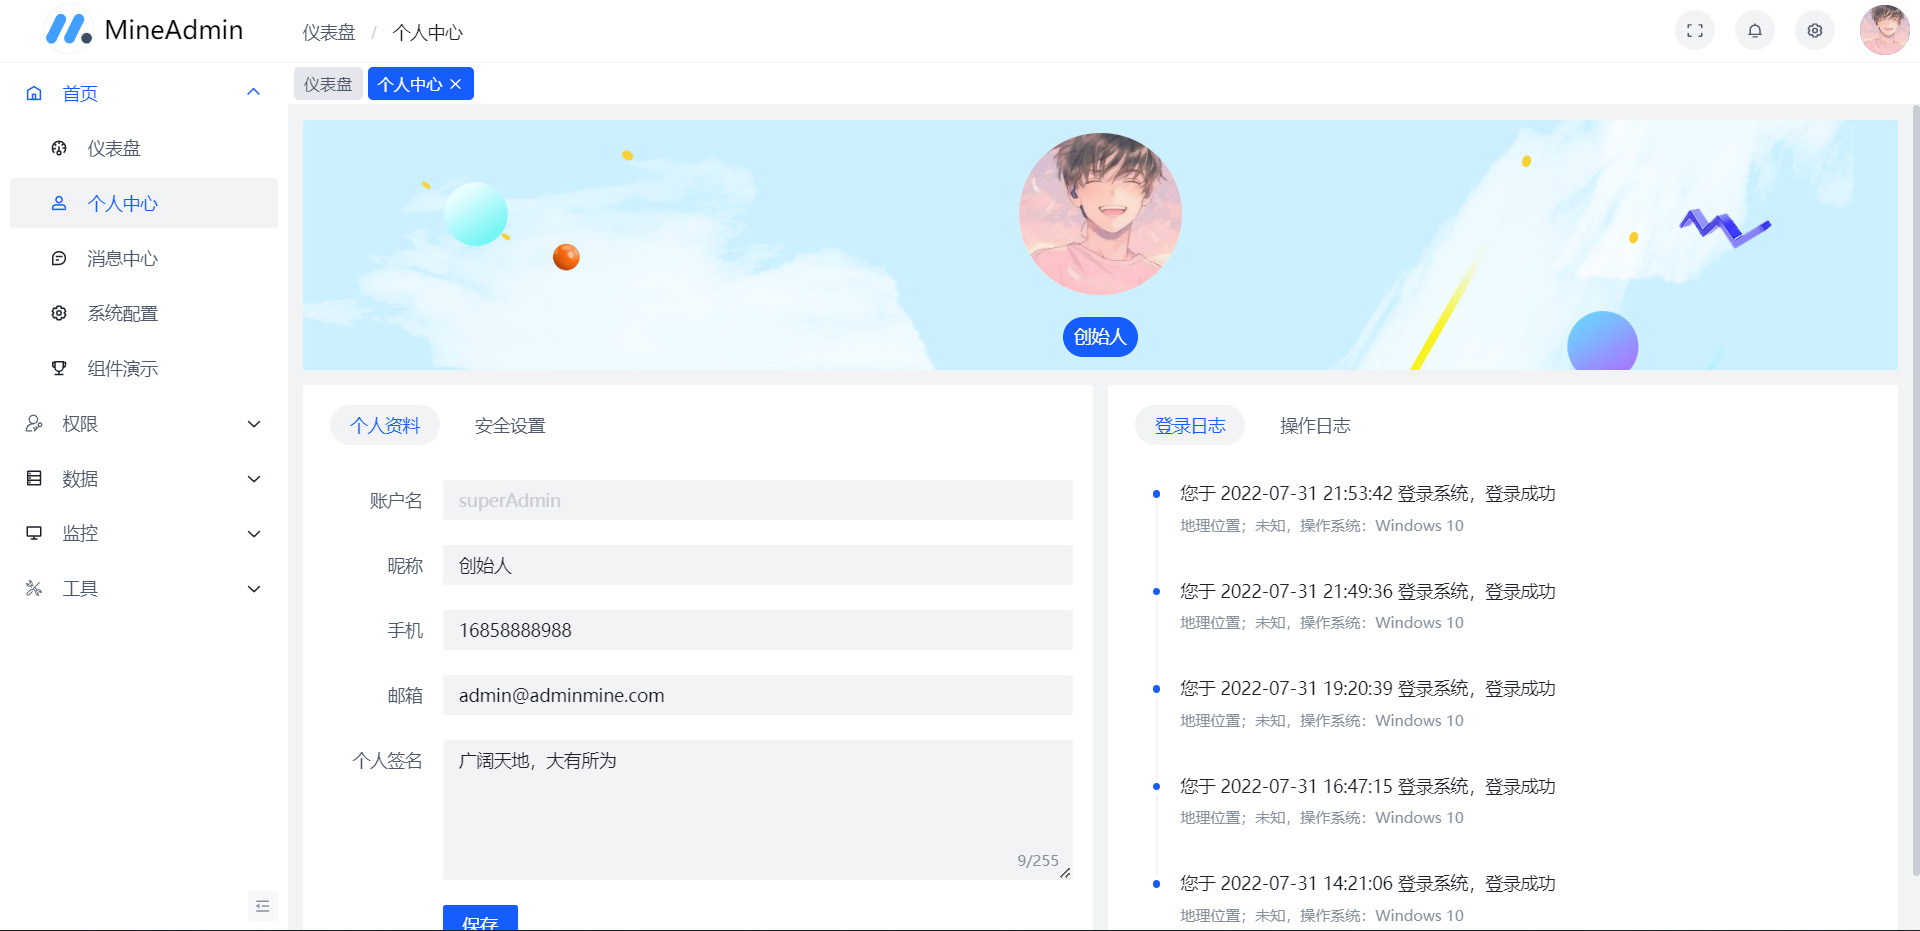 MineAdmin
仪表盘 / 个人中心
仪表盘
个人中心
首页
仪表盘
个人中心
消息中心
系统配置
组件演示
权限
数据
监控
工具
创始人
个人资料
安全设置
账户名
superAdmin
昵称
创始人
手机
16858888988
邮箱
admin@adminmine.com
个人签名
广阔天地，大有所为
9/255
保存
登录日志
操作日志
您于 2022-07-31 21:53:42 登录系统，登录成功
地理位置；未知，操作系统：Windows 10
您于 2022-07-31 21:49:36 登录系统，登录成功
地理位置；未知，操作系统：Windows 10
您于 2022-07-31 19:20:39 登录系统，登录成功
地理位置；未知，操作系统：Windows 10
您于 2022-07-31 16:47:15 登录系统，登录成功
地理位置；未知，操作系统：Windows 10
您于 2022-07-31 14:21:06 登录系统，登录成功
地理位置；未知，操作系统：Windows 10